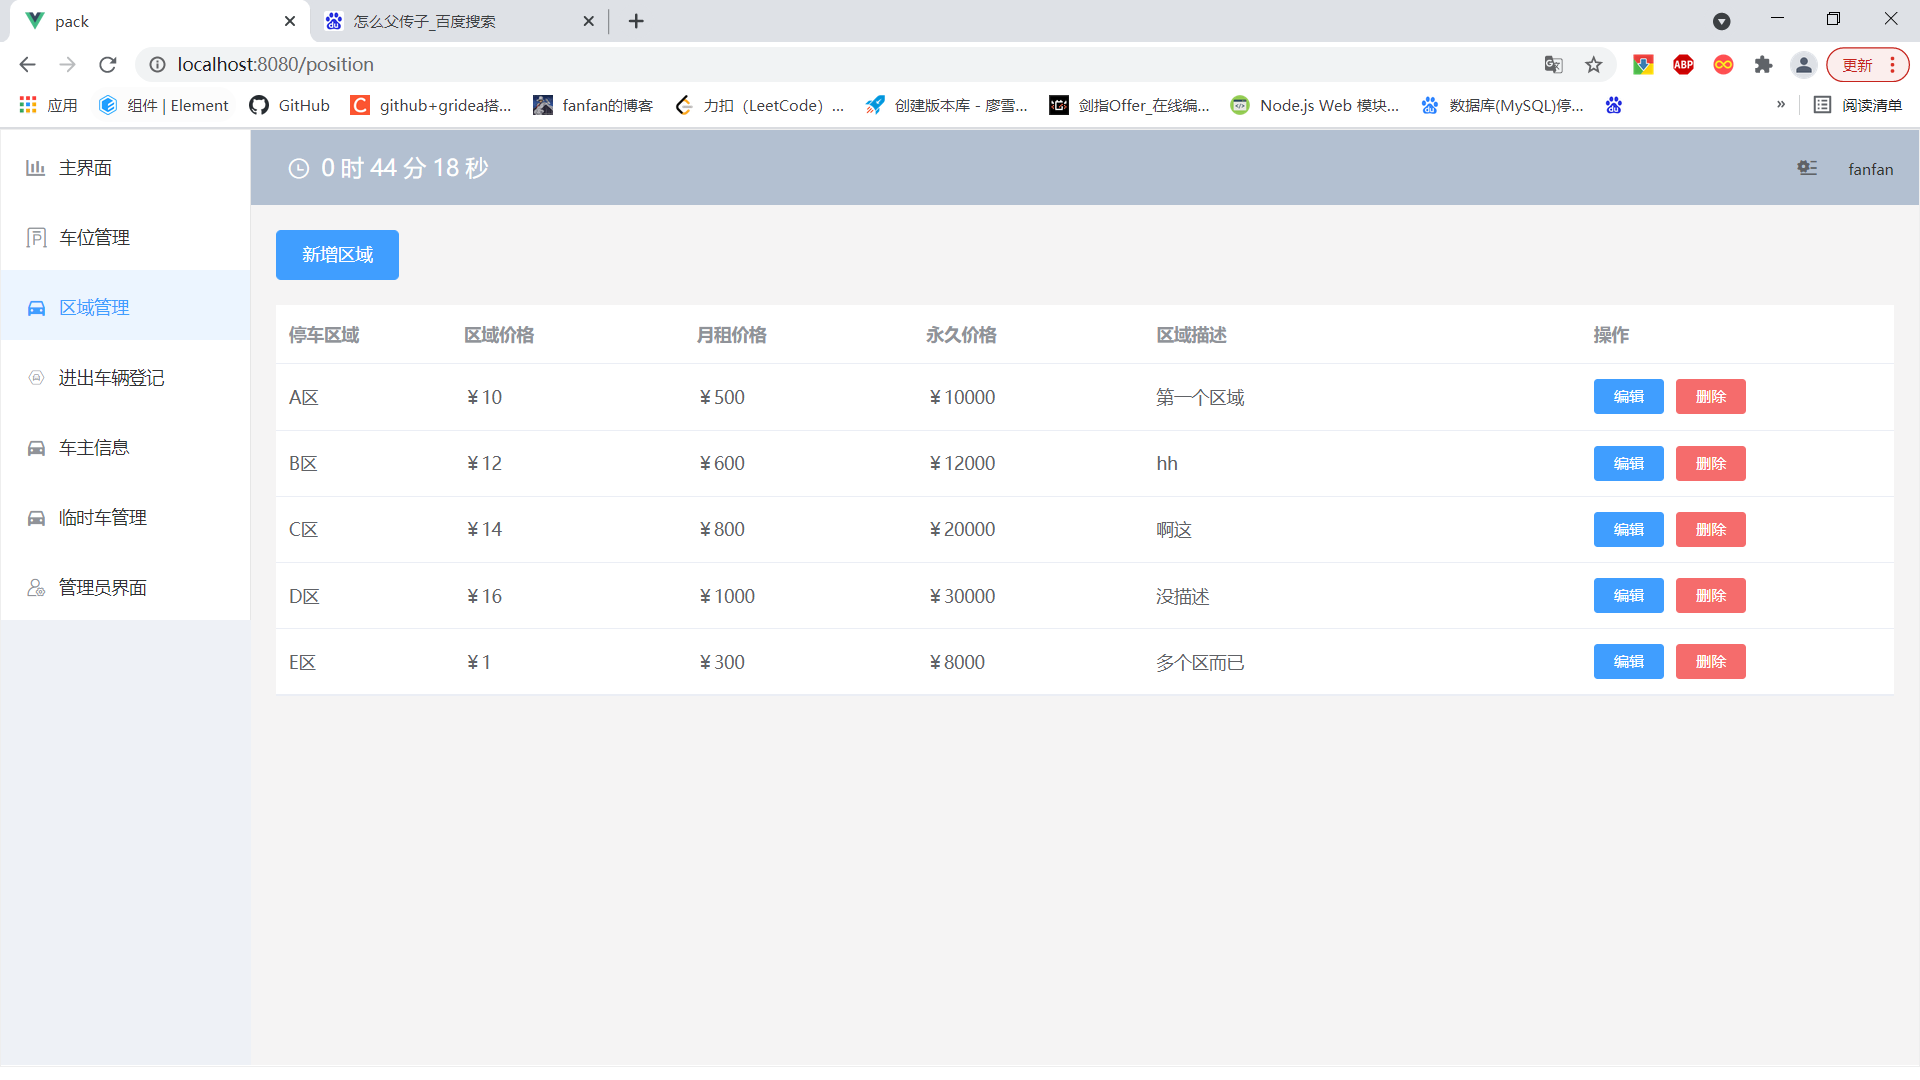 pack
怎么父传子_百度搜索
localhost:8080/position
更新
应用
组件 | Element
GitHub
github+gridea搭...
fanfan的博客
力扣（LeetCode）...
创建版本库 - 廖雪...
剑指Offer_在线编...
Node.js Web 模块...
数据库(MySQL)停...
»
阅读清单
主界面
车位管理
区域管理
进出车辆登记
车主信息
临时车管理
管理员界面
0 时 44 分 18 秒
fanfan
新增区域
停车区域 区域价格 月租价格 永久价格 区域描述 操作
A区 ¥10 ¥500 ¥10000 第一个区域 编辑 删除
B区 ¥12 ¥600 ¥12000 hh 编辑 删除
C区 ¥14 ¥800 ¥20000 啊这 编辑 删除
D区 ¥16 ¥1000 ¥30000 没描述 编辑 删除
E区 ¥1 ¥300 ¥8000 多个区而已 编辑 删除